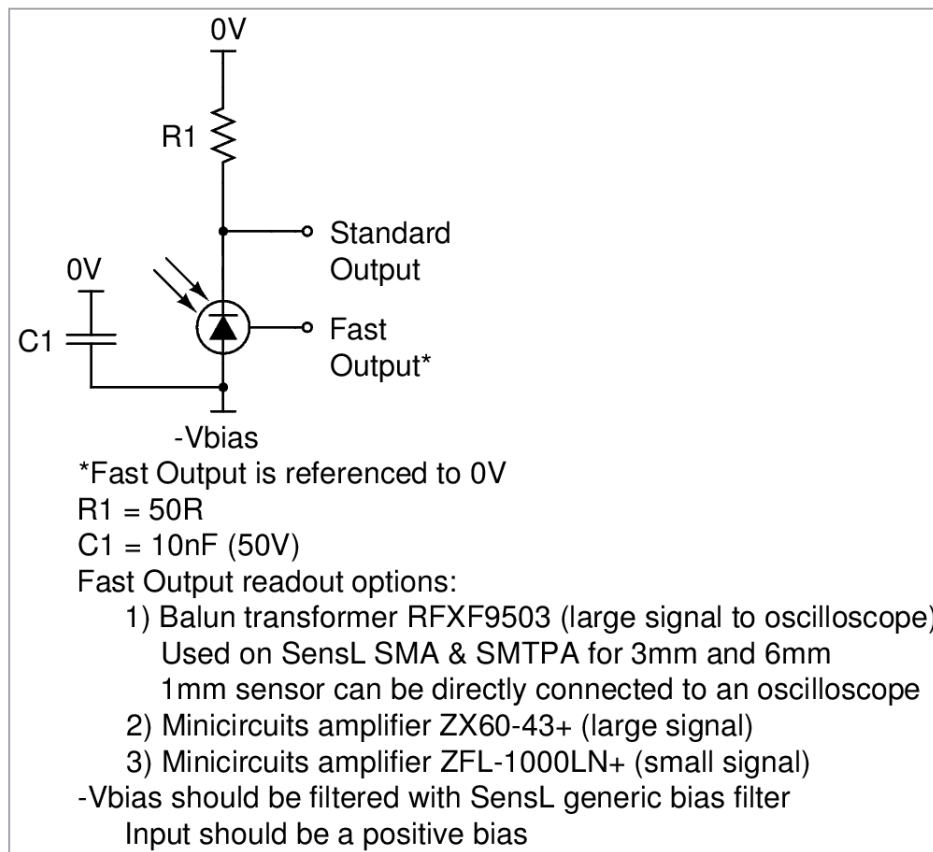 0V
R1
Standard
Output
0V
C1
Fast
Output*
-Vbias
*Fast Output is referenced to 0V
R1 = 50R
C1 = 10nF (50V)
Fast Output readout options:
1) Balun transformer RFXF9503 (large signal to oscilloscope)
Used on SensL SMA & SMTPA for 3mm and 6mm
1mm sensor can be directly connected to an oscilloscope
2) Minicircuits amplifier ZX60-43+ (large signal)
3) Minicircuits amplifier ZFL-1000LN+ (small signal)
-Vbias should be filtered with SensL generic bias filter
Input should be a positive bias